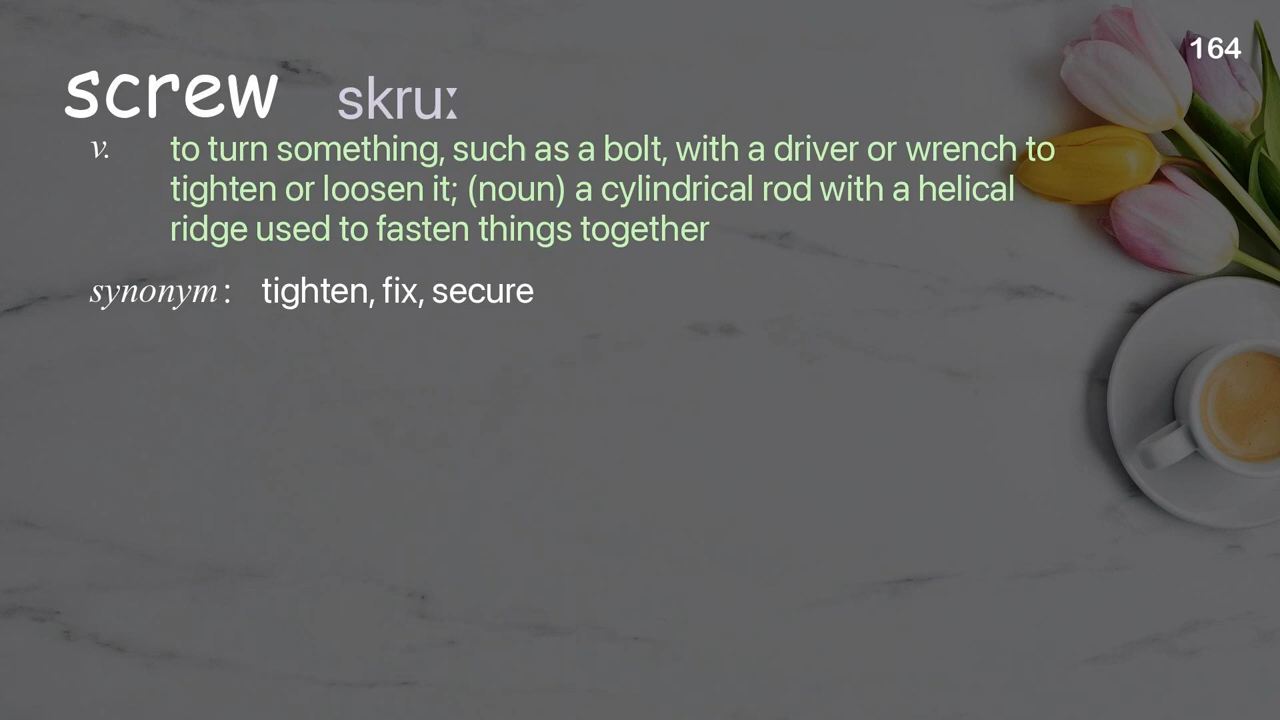 164
screw skruː
v. to turn something, such as a bolt, with a driver or wrench to
tighten or loosen it; (noun) a cylindrical rod with a helical
ridge used to fasten things together
synonym : tighten, fix, secure